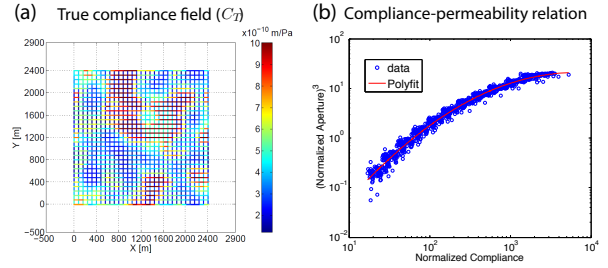 (a) True compliance field (C_T)
x10^-10 m/Pa
2900
2400
2000
1600
1200
800
400
0
-500
Y [m]
-500 0 400 800 1200 1600 2000 2400 2900
X [m]
10
9
8
7
6
5
4
3
2
(b) Compliance-permeability relation
data
Polyfit
10^2
10^1
10^0
10^-1
10^-2
(Normalized Aperture)^3
10^1 10^2 10^3 10^4
Normalized Compliance